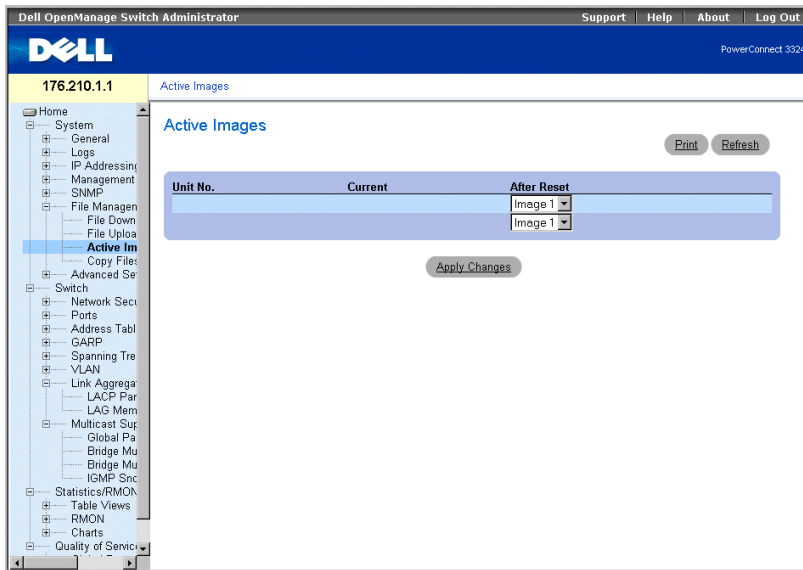 Dell OpenManage Switch Administrator
Support Help About Log Out
DELL
PowerConnect 3324
176.210.1.1
Active Images
Home
System
General
Logs
IP Addressing
Management
SNMP
File Managen
File Down
File Uploa
Active Im
Copy Files
Advanced Se
Switch
Network Secu
Ports
Address Tabl
GARP
Spanning Tre
VLAN
Link Aggrega
LACP Par
LAG Mem
Multicast Sup
Global Pa
Bridge Mu
Bridge Mu
IGMP Sno
Statistics/RMON
Table Views
RMON
Charts
Quality of Servic
Active Images
Print Refresh
Unit No. Current After Reset
Image 1
Image 1
Apply Changes